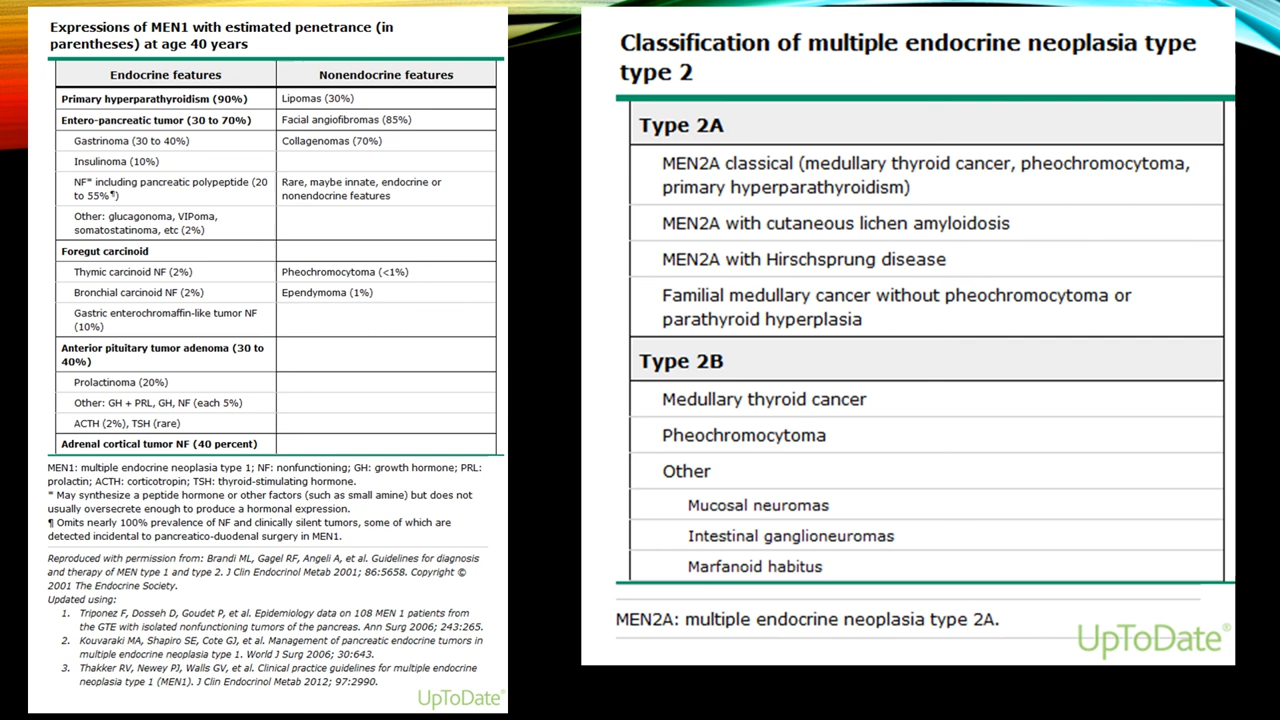 Expressions of MEN1 with estimated penetrance (in
parentheses) at age 40 years
Endocrine features
Nonendocrine features
Primary hyperparathyroidism (90%)
Lipomas (30%)
Entero-pancreatic tumor (30 to 70%)
Facial angiofibromas (85%)
Gastrinoma (30 to 40%)
Collagenomas (70%)
Insulinoma (10%)
NF* including pancreatic polypeptide (20
to 55%¶)
Rare, maybe innate, endocrine or
nonendocrine features
Other: glucagonoma, VIPoma,
somatostatinoma, etc (2%)
Foregut carcinoid
Thymic carcinoid NF (2%)
Pheochromocytoma (<1%)
Bronchial carcinoid NF (2%)
Ependymoma (1%)
Gastric enterochromaffin-like tumor NF
(10%)
Anterior pituitary tumor adenoma (30 to
40%)
Prolactinoma (20%)
Other: GH + PRL, GH, NF (each 5%)
ACTH (2%), TSH (rare)
Adrenal cortical tumor NF (40 percent)
MEN1: multiple endocrine neoplasia type 1; NF: nonfunctioning; GH: growth hormone; PRL:
prolactin; ACTH: corticotropin; TSH: thyroid-stimulating hormone.
* May synthesize a peptide hormone or other factors (such as small amine) but does not
usually oversecrete enough to produce a hormonal expression.
¶ Omits nearly 100% prevalence of NF and clinically silent tumors, some of which are
detected incidental to pancreatico-duodenal surgery in MEN1.
Reproduced with permission from: Brandi ML, Gagel RF, Angeli A, et al. Guidelines for diagnosis
and therapy of MEN type 1 and type 2. J Clin Endocrinol Metab 2001; 86:5658. Copyright ©
2001 The Endocrine Society.
Updated using:
1. Triponez F, Dosseh D, Goudet P, et al. Epidemiology data on 108 MEN 1 patients from
the GTE with isolated nonfunctioning tumors of the pancreas. Ann Surg 2006; 243:265.
2. Kouvaraki MA, Shapiro SE, Cote GJ, et al. Management of pancreatic endocrine tumors in
multiple endocrine neoplasia type 1. World J Surg 2006; 30:643.
3. Thakker RV, Newey PJ, Walls GV, et al. Clinical practice guidelines for multiple endocrine
neoplasia type 1 (MEN1). J Clin Endocrinol Metab 2012; 97:2990.
UpToDate
Classification of multiple endocrine neoplasia type
type 2
Type 2A
MEN2A classical (medullary thyroid cancer, pheochromocytoma,
primary hyperparathyroidism)
MEN2A with cutaneous lichen amyloidosis
MEN2A with Hirschsprung disease
Familial medullary cancer without pheochromocytoma or
parathyroid hyperplasia
Type 2B
Medullary thyroid cancer
Pheochromocytoma
Other
Mucosal neuromas
Intestinal ganglioneuromas
Marfanoid habitus
MEN2A: multiple endocrine neoplasia type 2A.
UpToDate